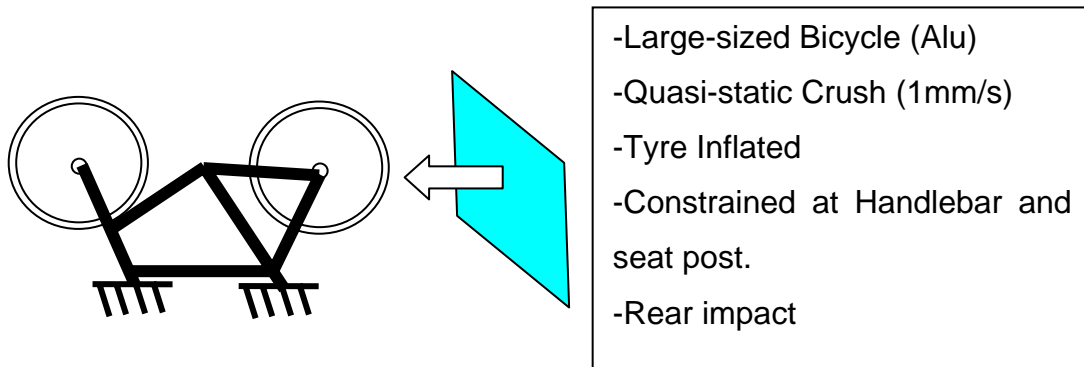 -Large-sized Bicycle (Alu)
-Quasi-static Crush (1mm/s)
-Tyre Inflated
-Constrained at Handlebar and
seat post.
-Rear impact